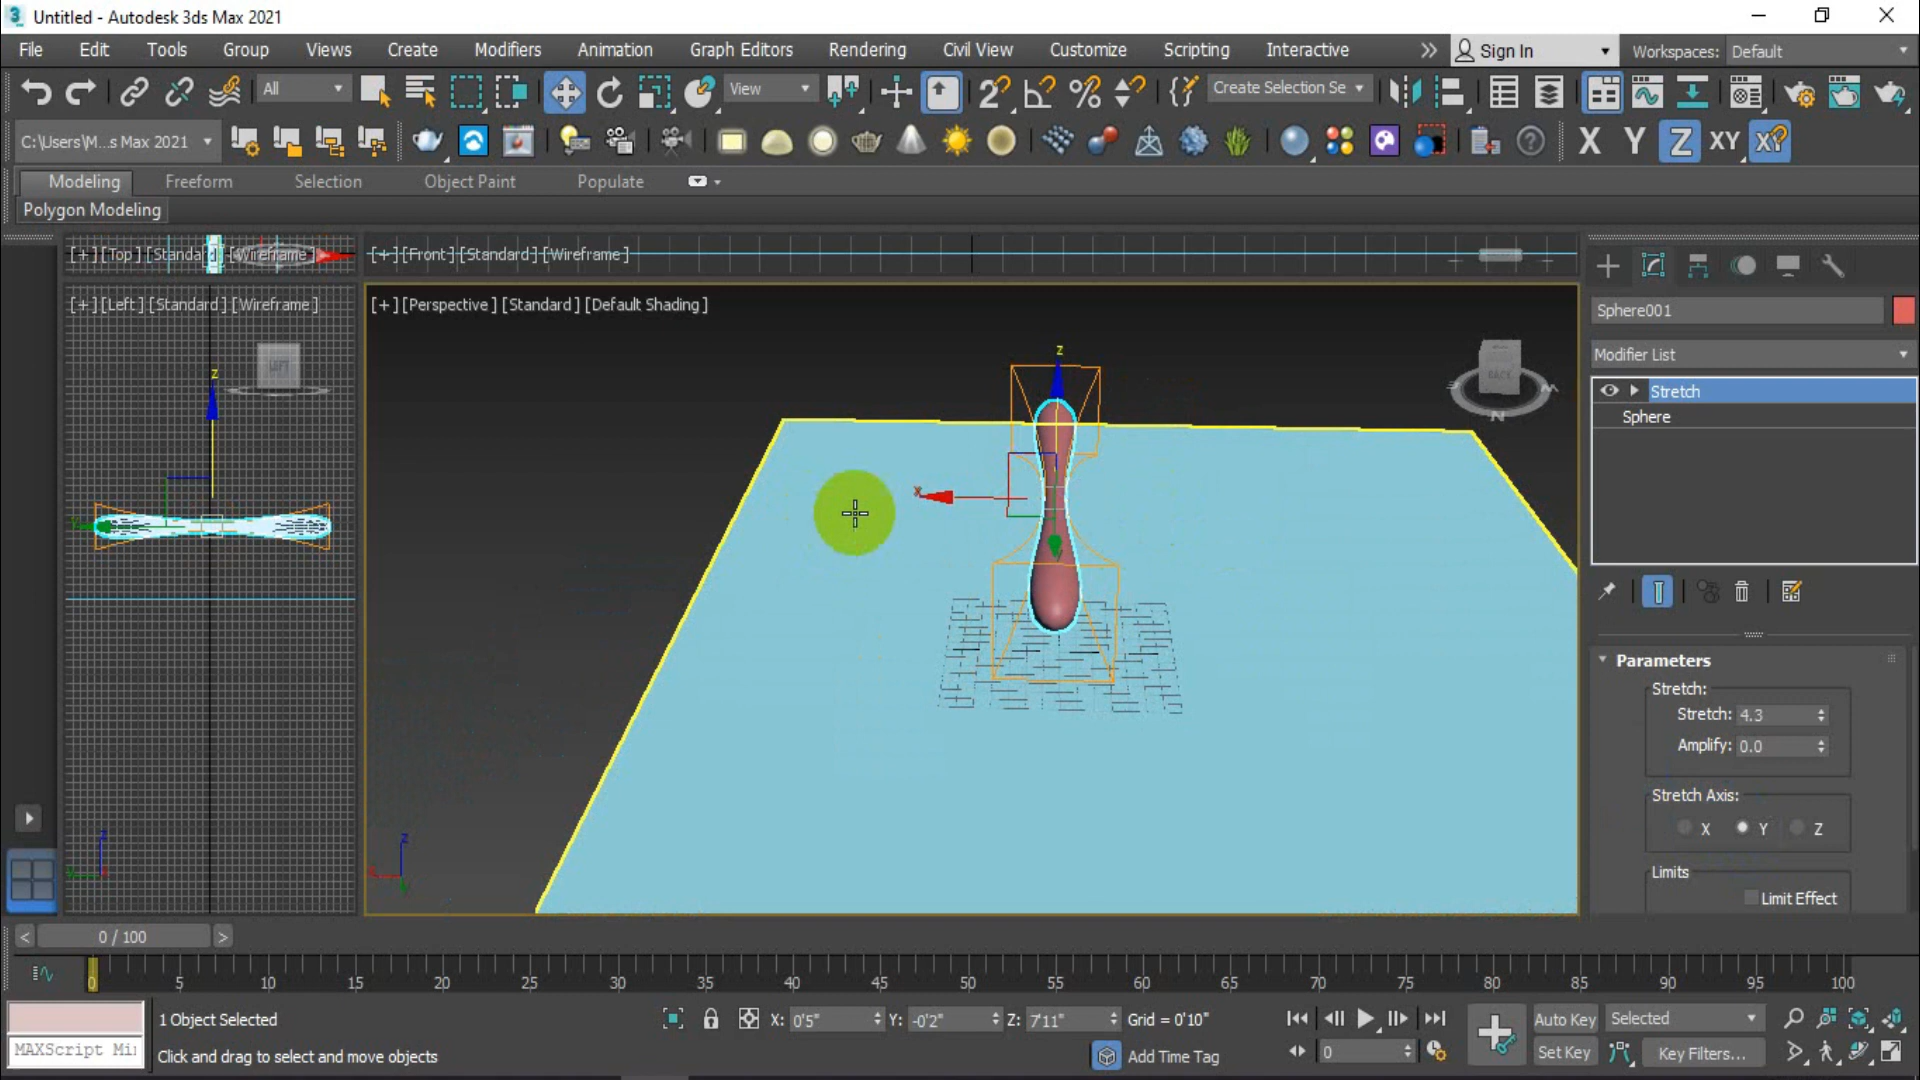 Untitled - Autodesk 3ds Max 2021
File Edit Tools Group Views Create Modifiers Animation Graph Editors Rendering Civil View Customize Scripting Interactive Sign In Workspaces: Default
All View Create Selection Se
C:\Users\M...s Max 2021 X Y Z XY XY
Modeling Freeform Selection Object Paint Populate
Polygon Modeling
[+][Top][Standard][Wireframe] [+][Front][Standard][Wireframe]
[+][Left][Standard][Wireframe] [+][Perspective][Standard][Default Shading]
Sphere001
Modifier List
Stretch
Sphere
LEFT
BACK
N
z
x
z
y
Parameters
Stretch:
Stretch: 4.3
Amplify: 0.0
Stretch Axis:
X Y Z
Limits
Limit Effect
z
z
< 0 / 100 >
0 5 10 15 20 25 30 35 40 45 50 55 60 65 70 75 80 85 90 95 100
1 Object Selected X: 0'5" Y: -0'2" Z: 7'11" Grid = 0'10" Auto Key Selected
MAXScript Mi Click and drag to select and move objects Add Time Tag 0 Set Key Key Filters...